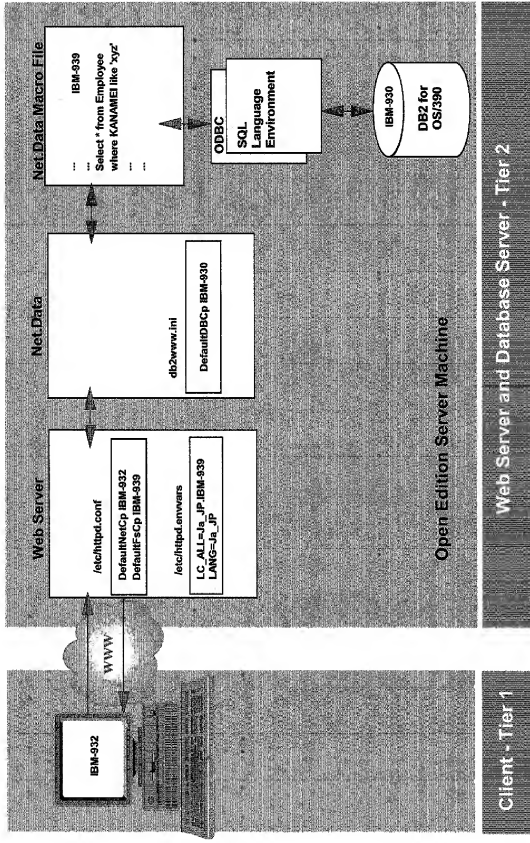 Client - Tier 1
IBM-932
WWW
Web Server and Database Server - Tier 2
Open Edition Server Machine
Web Server
/etc/httpd.conf
DefaultNetCp IBM-932
DefaultFsCp IBM-939
/etc/httpd.envvars
LC_ALL=Ja_JP.IBM-939
LANG=Ja_JP
Net.Data
db2www.ini
DefaultDBCp IBM-930
Net.Data Macro File
IBM-939
...
...
Select * from Employee
where KANAMEI like 'xyz'
...
...
ODBC
SQL
Language
Environment
IBM-930
DB2 for
OS/390